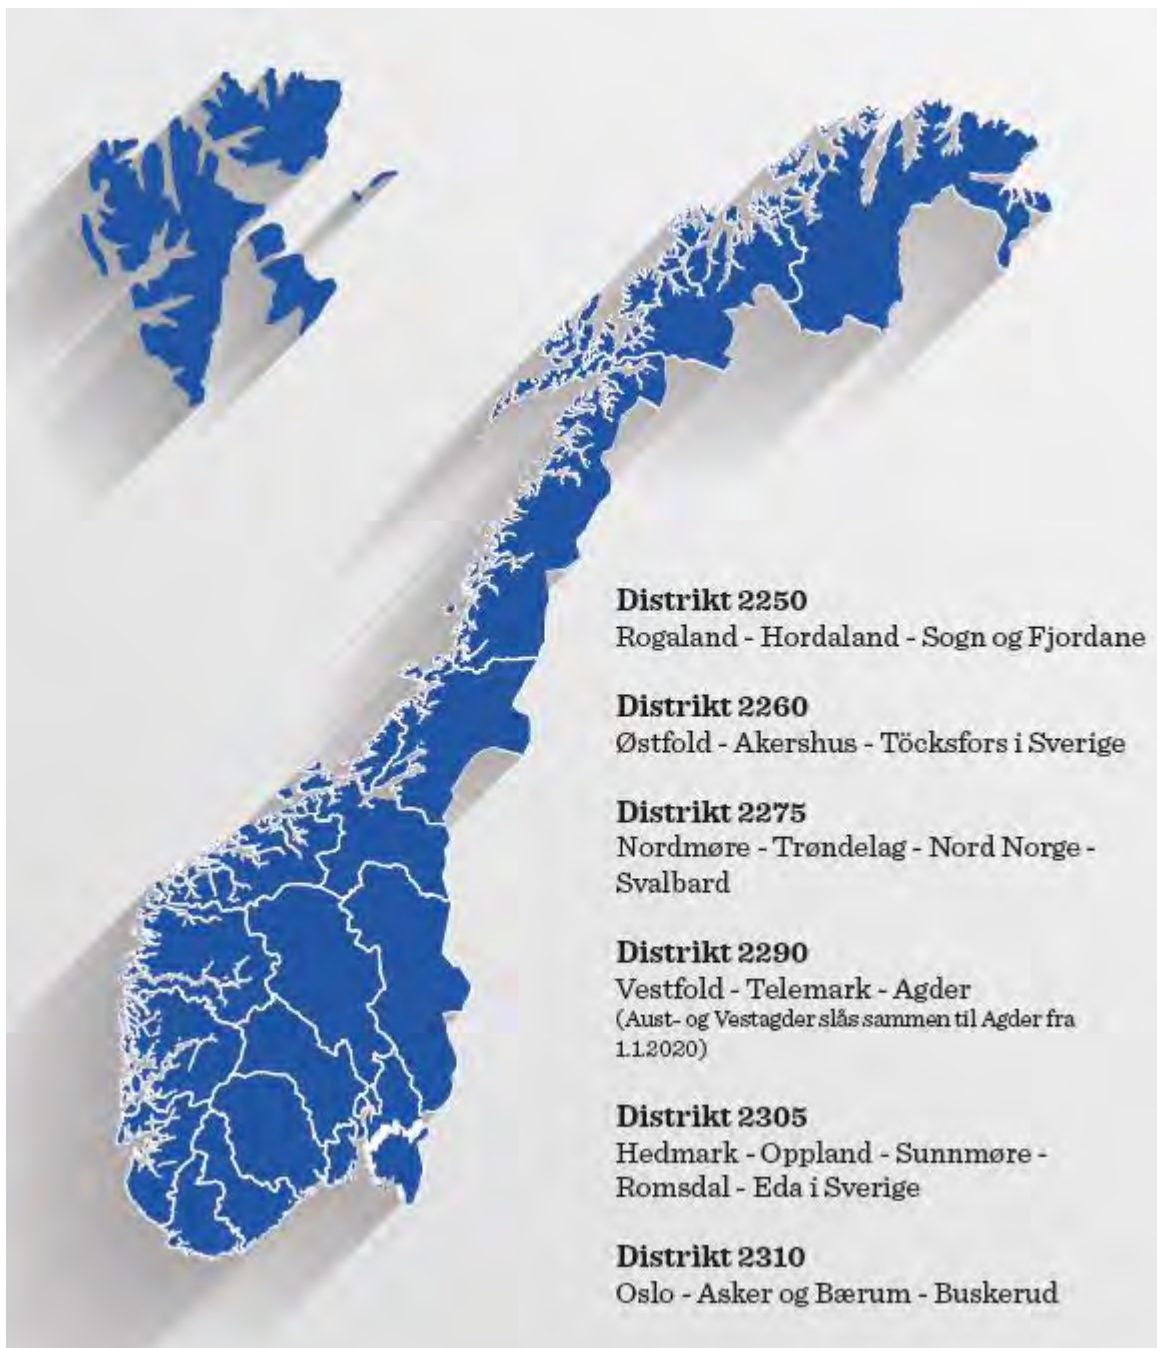 Distrikt 2250
Rogaland - Hordaland - Sogn og Fjordane
Distrikt 2260
Østfold - Akershus - Töcksfors i Sverige
Distrikt 2275
Nordmøre - Trøndelag - Nord Norge -
Svalbard
Distrikt 2290
Vestfold - Telemark - Agder
(Aust- og Vestagder slås sammen til Agder fra
1.1.2020)
Distrikt 2305
Hedmark - Oppland - Sunnmøre -
Romsdal - Eda i Sverige
Distrikt 2310
Oslo - Asker og Bærum - Buskerud